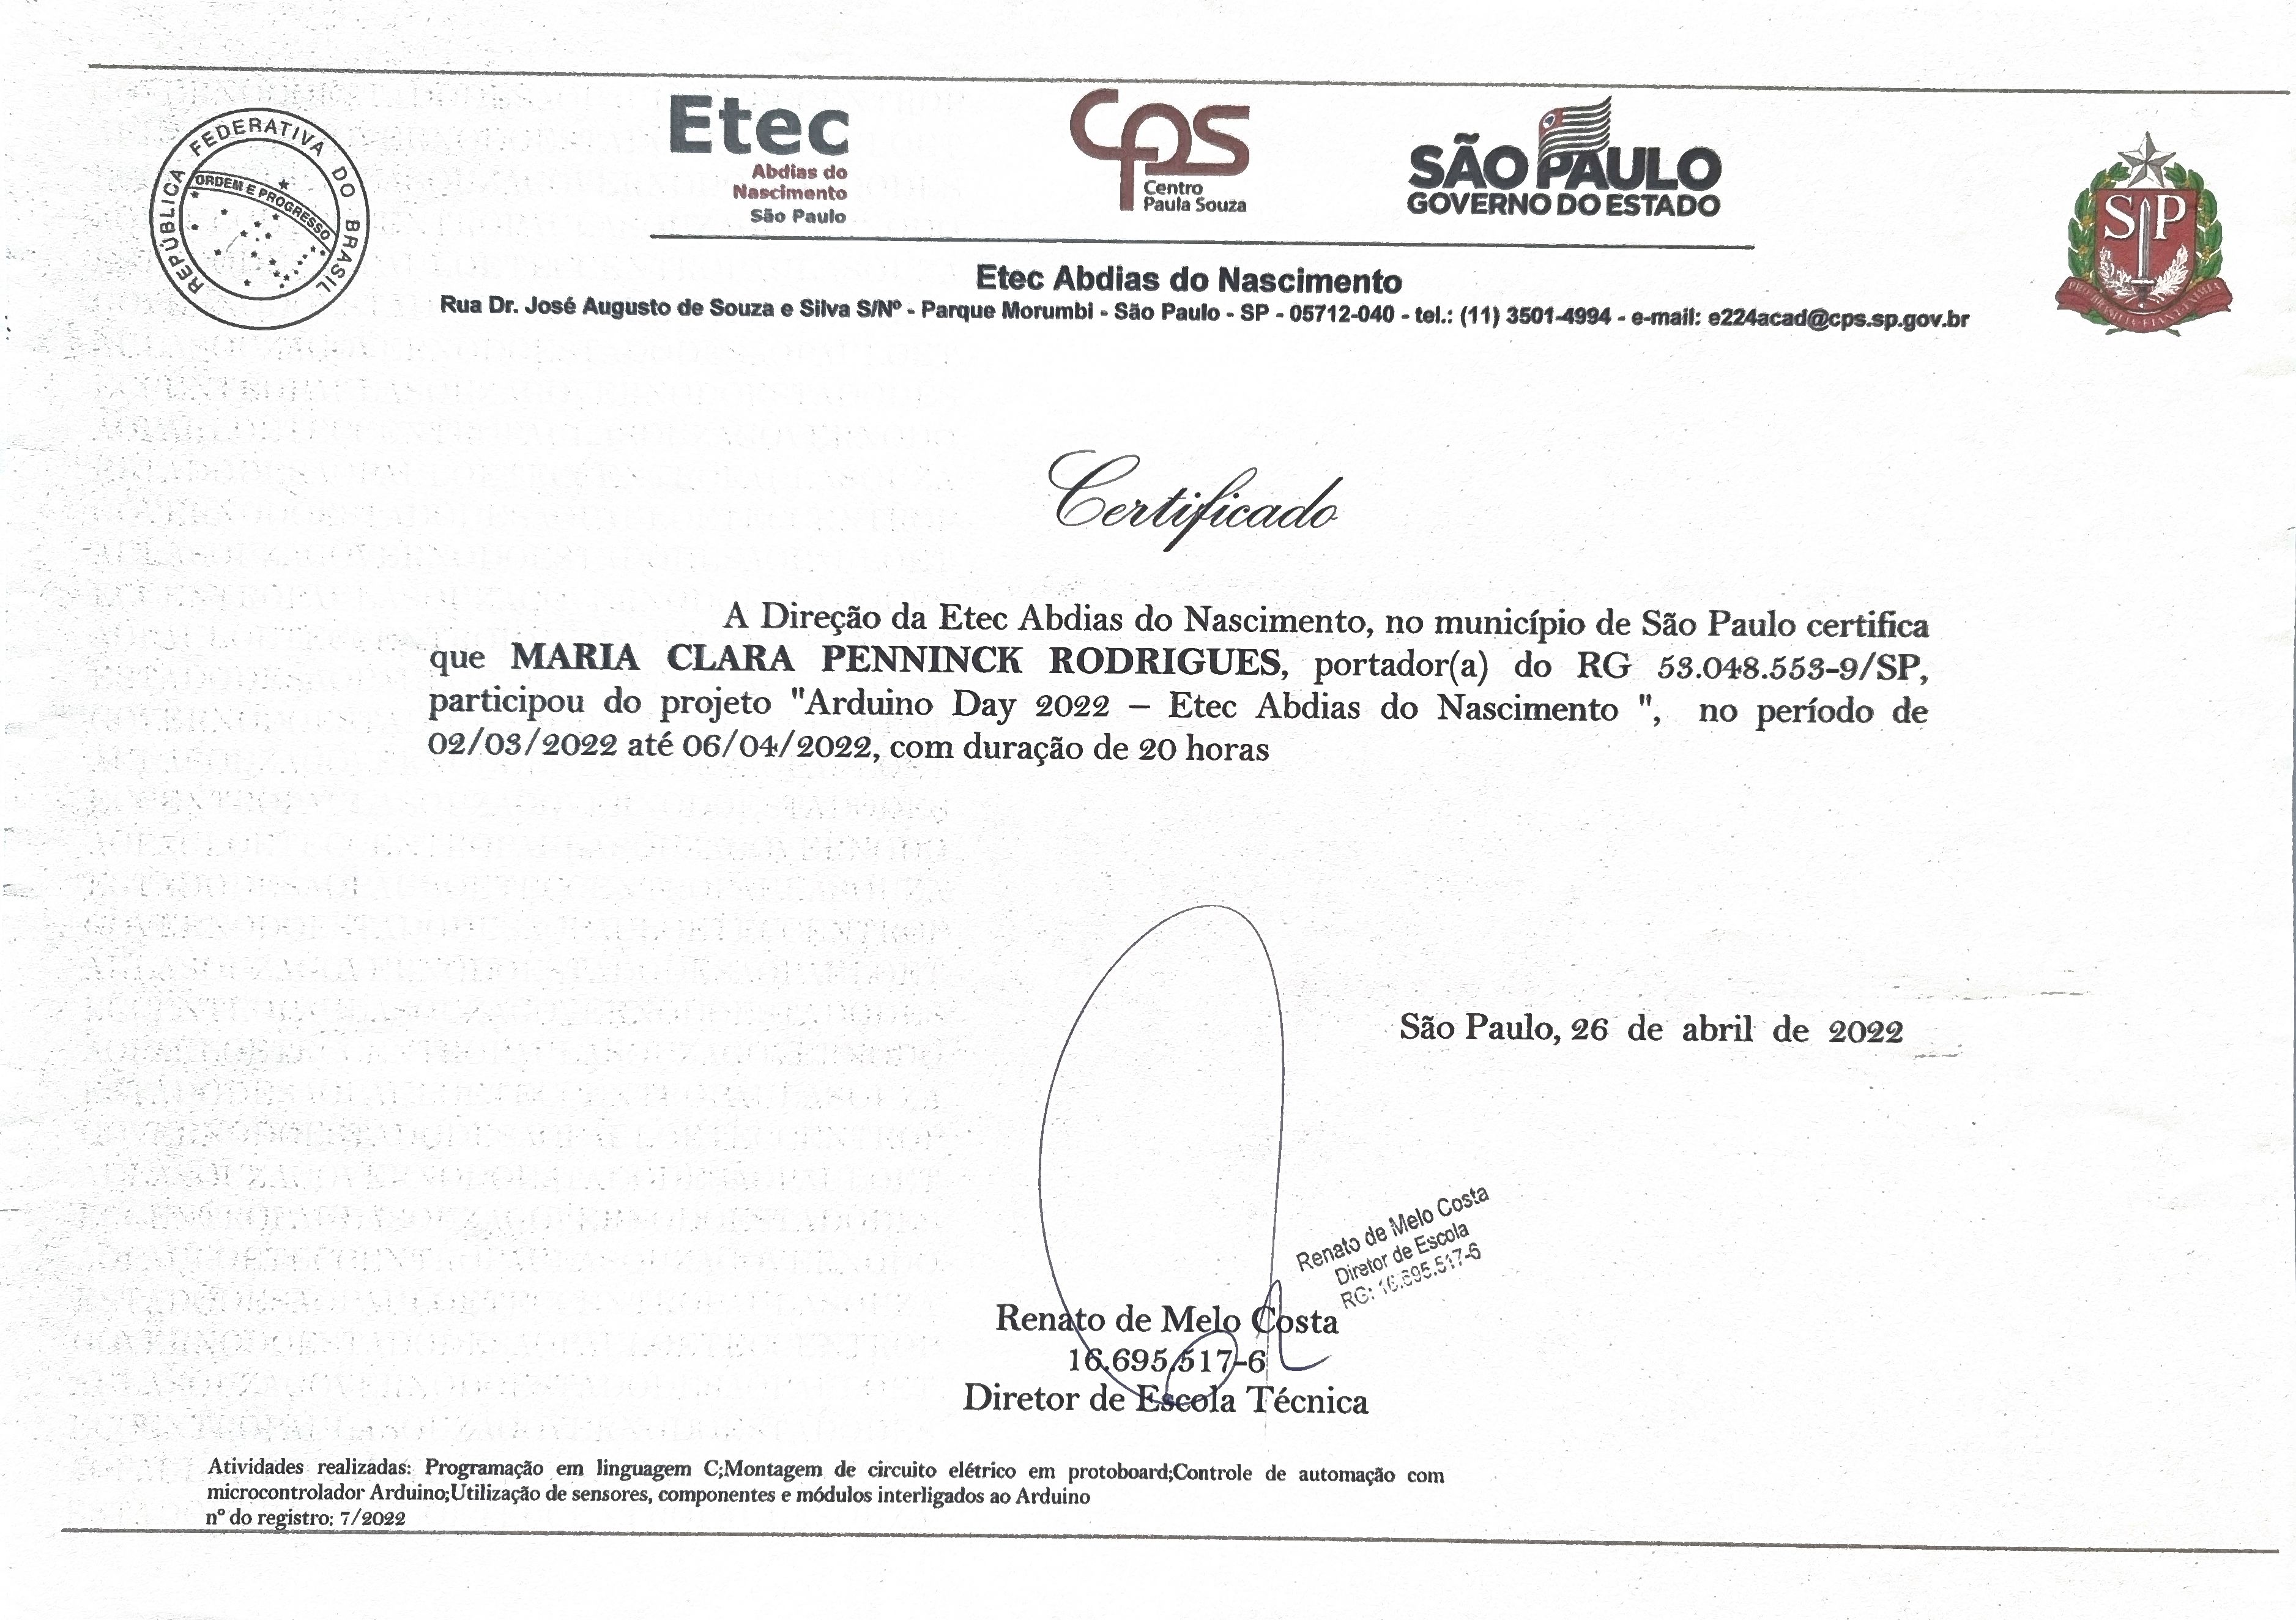 REPÚBLICA FEDERATIVA DO BRASIL
ORDEM E PROGRESSO
Etec
Abdias do
Nascimento
São Paulo
cps
Centro
Paula Souza
SÃO PAULO
GOVERNO DO ESTADO
SP
Etec Abdias do Nascimento
Rua Dr. José Augusto de Souza e Silva S/Nº - Parque Morumbi - São Paulo - SP - 05712-040 - tel.: (11) 3501-4994 - e-mail: e224acad@cps.sp.gov.br
Certificado
A Direção da Etec Abdias do Nascimento, no município de São Paulo certifica
que MARIA CLARA PENNINCK RODRIGUES, portador(a) do RG 53.048.553-9/SP,
participou do projeto "Arduino Day 2022 – Etec Abdias do Nascimento ", no período de
02/03/2022 até 06/04/2022, com duração de 20 horas
São Paulo, 26 de abril de 2022
Renato de Melo Costa
Diretor de Escola
RG: 16.695.517-6
Renato de Melo Costa
16.695.517-6
Diretor de Escola Técnica
Atividades realizadas: Programação em linguagem C;Montagem de circuito elétrico em protoboard;Controle de automação com
microcontrolador Arduino;Utilização de sensores, componentes e módulos interligados ao Arduino
nº do registro: 7/2022